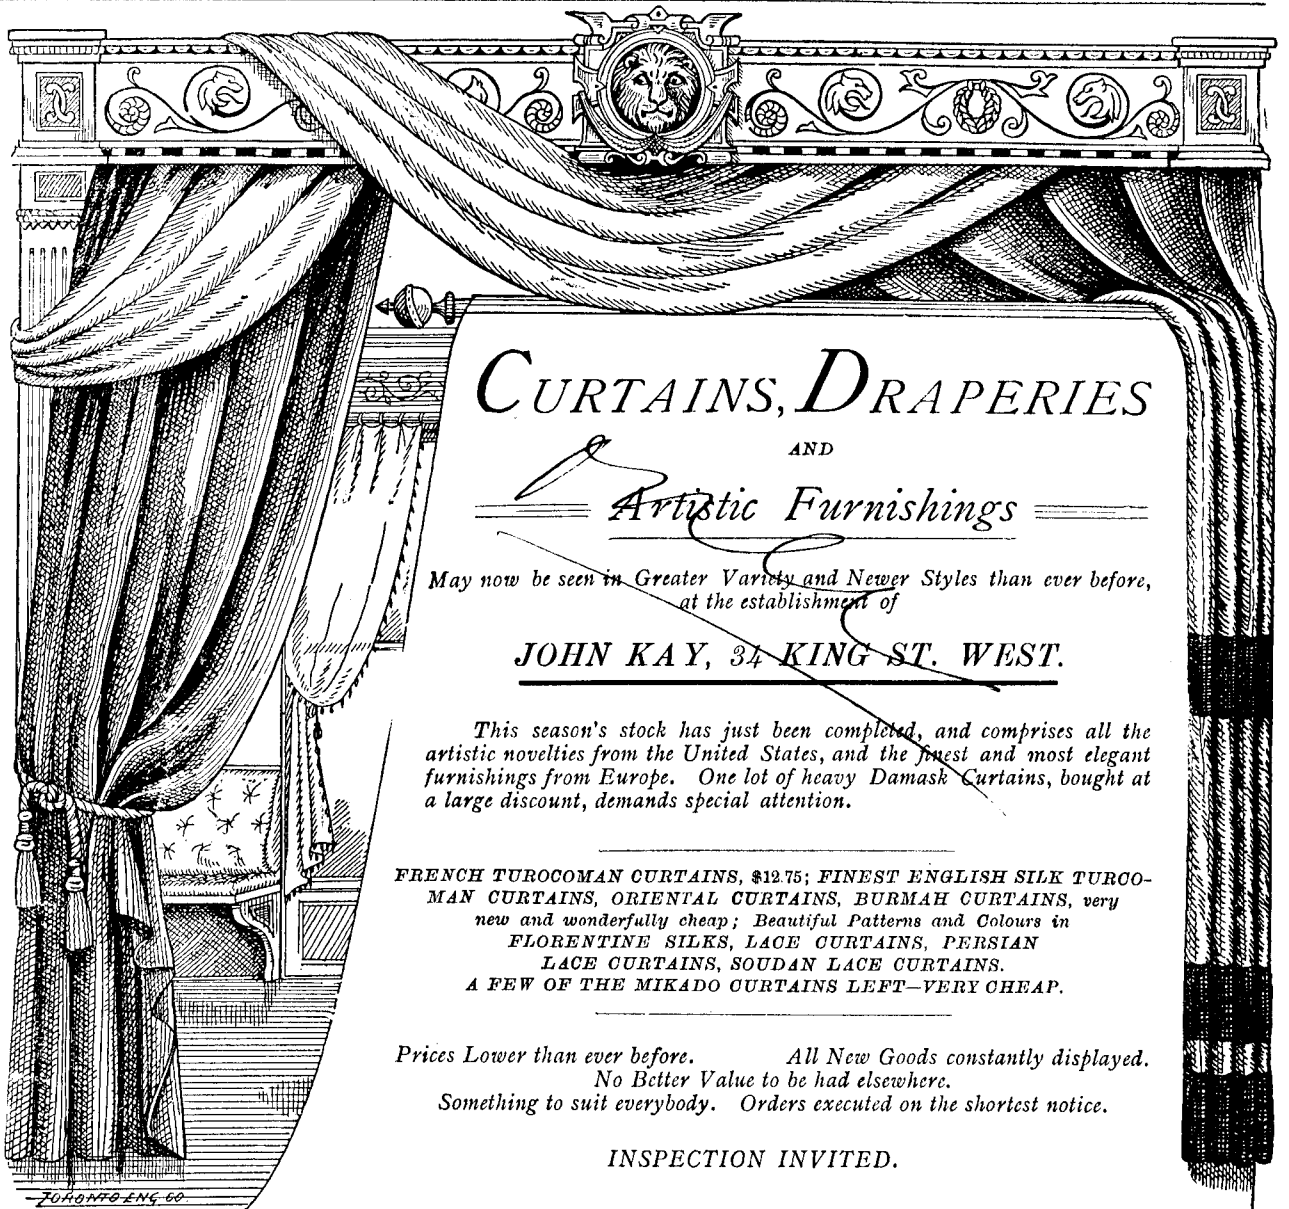 CURTAINS, DRAPERIES
AND
Artistic Furnishings
May now be seen in Greater Variety and Newer Styles than ever before,
at the establishment of
JOHN KAY, 34 KING ST. WEST.
This season's stock has just been completed, and comprises all the
artistic novelties from the United States, and the finest and most elegant
furnishings from Europe. One lot of heavy Damask Curtains, bought at
a large discount, demands special attention.
FRENCH TUROCOMAN CURTAINS, $12.75; FINEST ENGLISH SILK TURCO-
MAN CURTAINS, ORIENTAL CURTAINS, BURMAH CURTAINS, very
new and wonderfully cheap; Beautiful Patterns and Colours in
FLORENTINE SILKS, LACE CURTAINS, PERSIAN
LACE CURTAINS, SOUDAN LACE CURTAINS.
A FEW OF THE MIKADO CURTAINS LEFT—VERY CHEAP.
Prices Lower than ever before. All New Goods constantly displayed.
No Better Value to be had elsewhere.
Something to suit everybody. Orders executed on the shortest notice.
INSPECTION INVITED.
TORONTO ENG. CO.